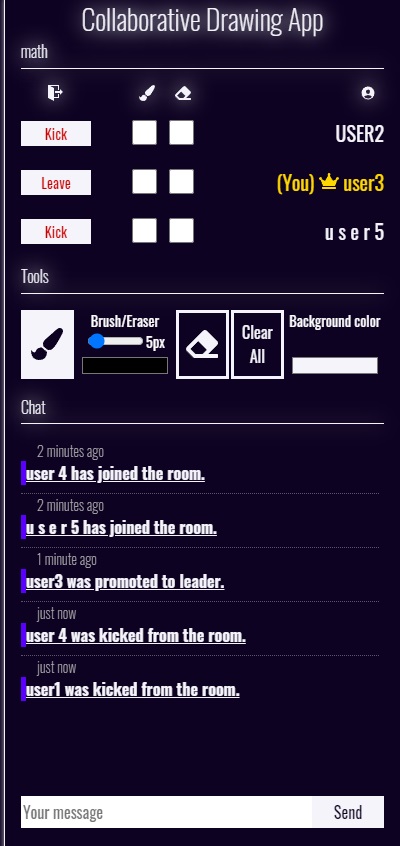 Collaborative Drawing App
math
Kick USER2
Leave (You) user3
Kick u s e r 5
Tools
Brush/Eraser
5px
Clear
All
Background color
Chat
2 minutes ago
user 4 has joined the room.
2 minutes ago
u s e r 5 has joined the room.
1 minute ago
user3 was promoted to leader.
just now
user 4 was kicked from the room.
just now
user1 was kicked from the room.
Your message Send